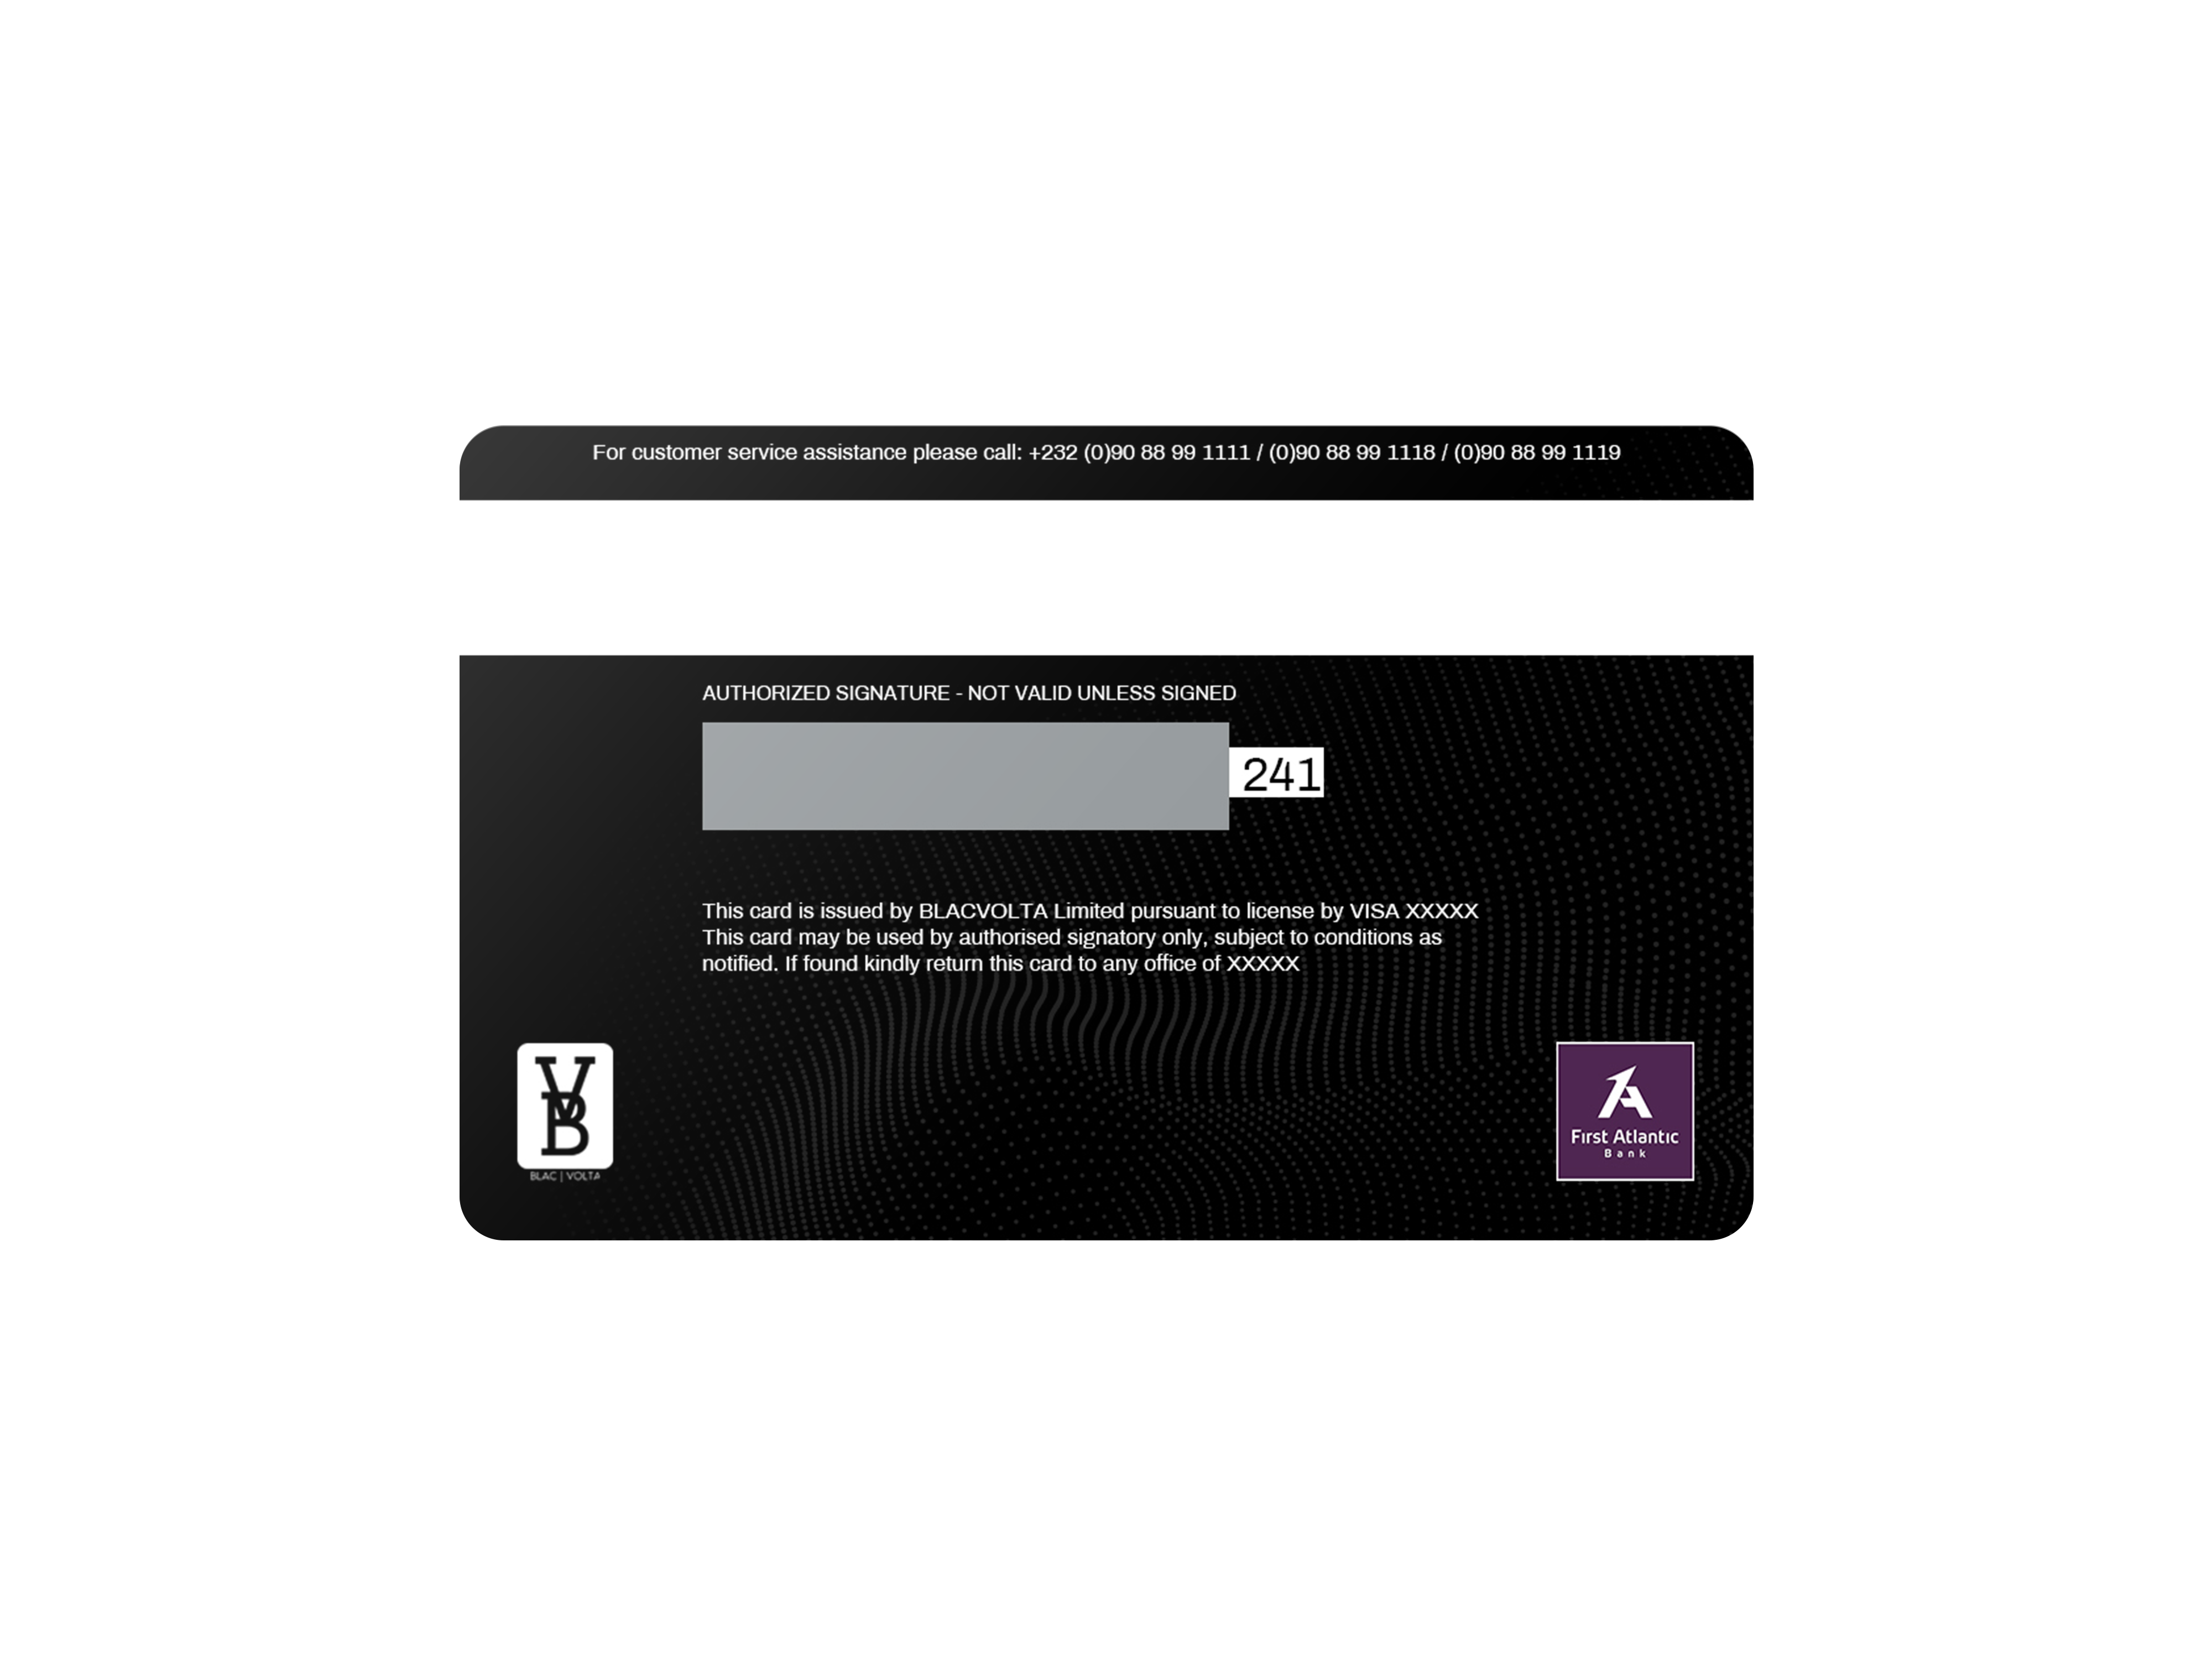 For customer service assistance please call: +232 (0)90 88 99 1111 / (0)90 88 99 1118 / (0)90 88 99 1119
AUTHORIZED SIGNATURE - NOT VALID UNLESS SIGNED
241
This card is issued by BLACVOLTA Limited pursuant to license by VISA XXXXX
This card may be used by authorised signatory only, subject to conditions as
notified. If found kindly return this card to any office of XXXXX
VB
BLAC | VOLTA
First Atlantic
Bank